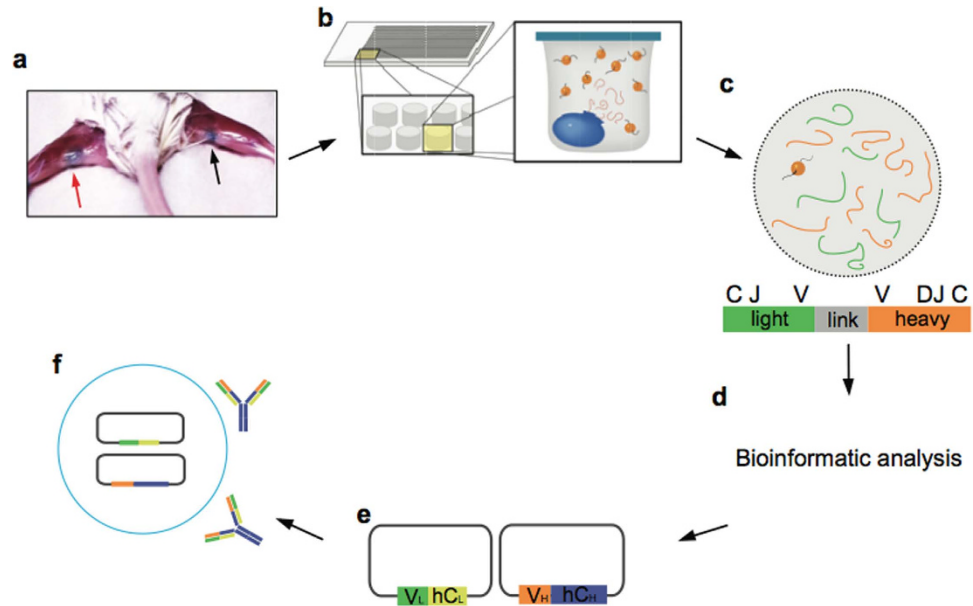 a
b
c
C J V V DJ C
light link heavy
d
Bioinformatic analysis
e
VL hCL VH hCH
f